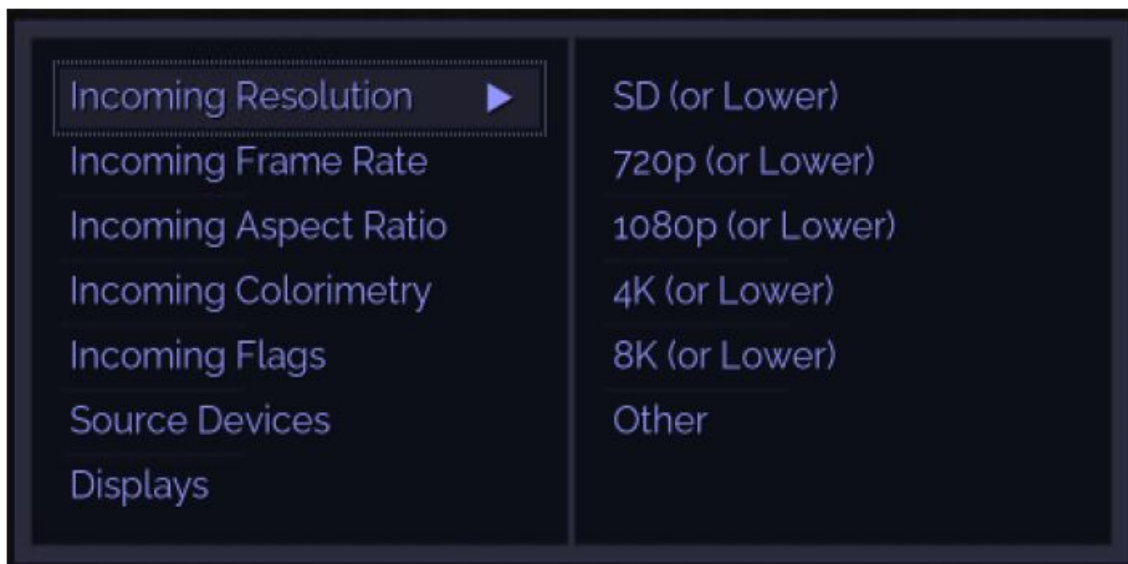 Incoming Resolution ▶
Incoming Frame Rate
Incoming Aspect Ratio
Incoming Colorimetry
Incoming Flags
Source Devices
Displays
SD (or Lower)
720p (or Lower)
1080p (or Lower)
4K (or Lower)
8K (or Lower)
Other